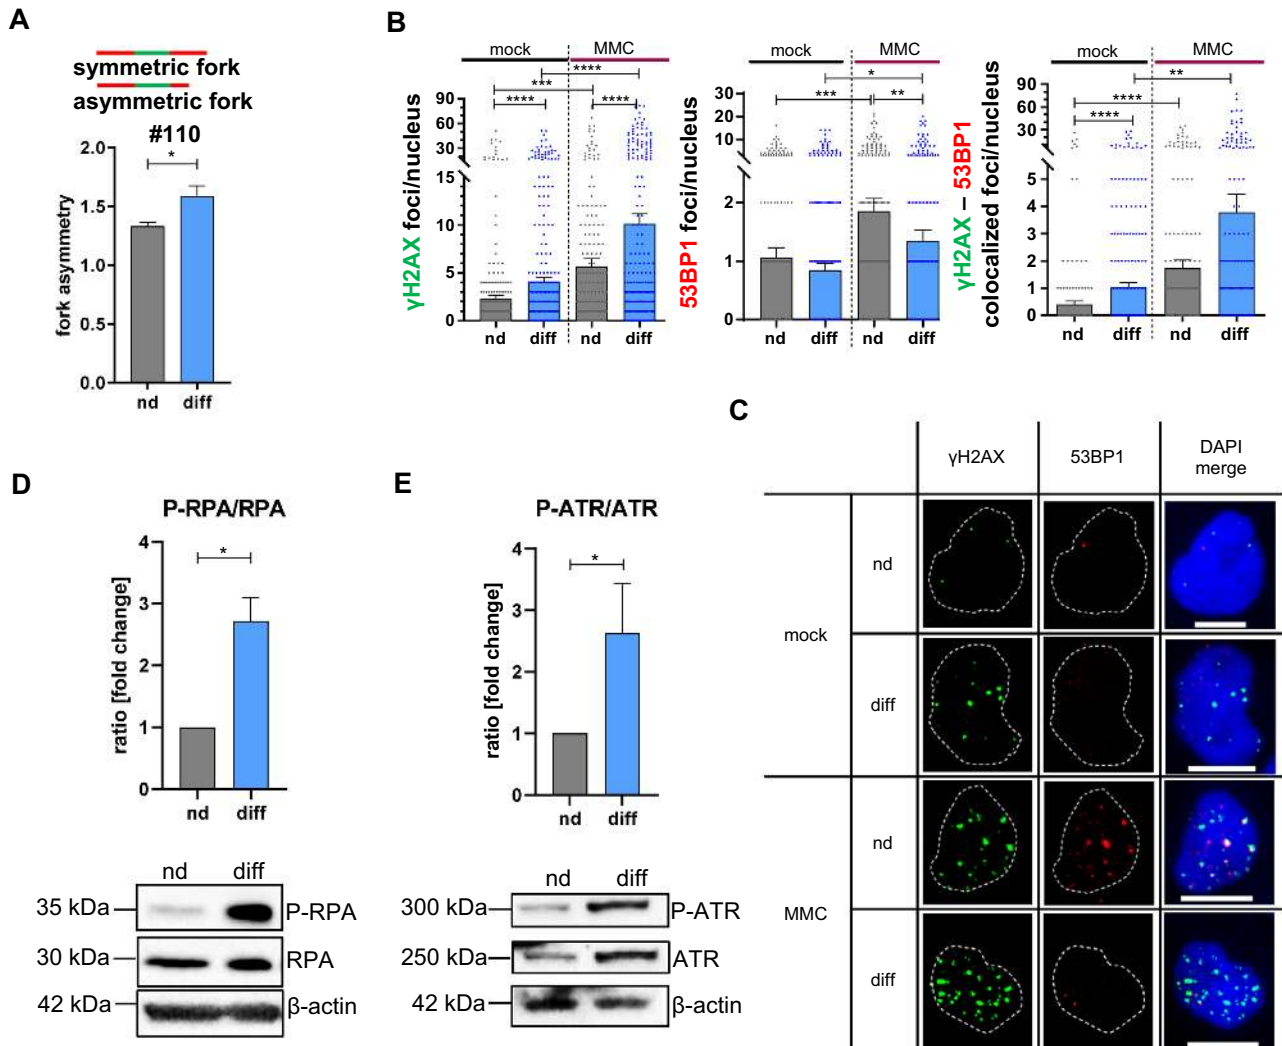 A
symmetric fork
asymmetric fork
#110
fork asymmetry
2.0
1.5
1.0
0.5
0.0
*
nd
diff
B
mock
MMC
γH2AX foci/nucleus
90
60
30
15
10
5
0
****
***
****
****
nd
diff
nd
diff
mock
MMC
53BP1 foci/nucleus
30
20
10
2
1
0
*
***
**
nd
diff
nd
diff
mock
MMC
γH2AX – 53BP1
colocalized foci/nucleus
90
60
30
5
4
3
2
1
0
**
****
****
nd
diff
nd
diff
C
γH2AX
53BP1
DAPI
merge
mock
nd
diff
MMC
nd
diff
D
P-RPA/RPA
ratio [fold change]
4
3
2
1
0
*
nd
diff
nd
diff
35 kDa
P-RPA
30 kDa
RPA
42 kDa
β-actin
E
P-ATR/ATR
ratio [fold change]
4
3
2
1
0
*
nd
diff
nd
diff
300 kDa
P-ATR
250 kDa
ATR
42 kDa
β-actin